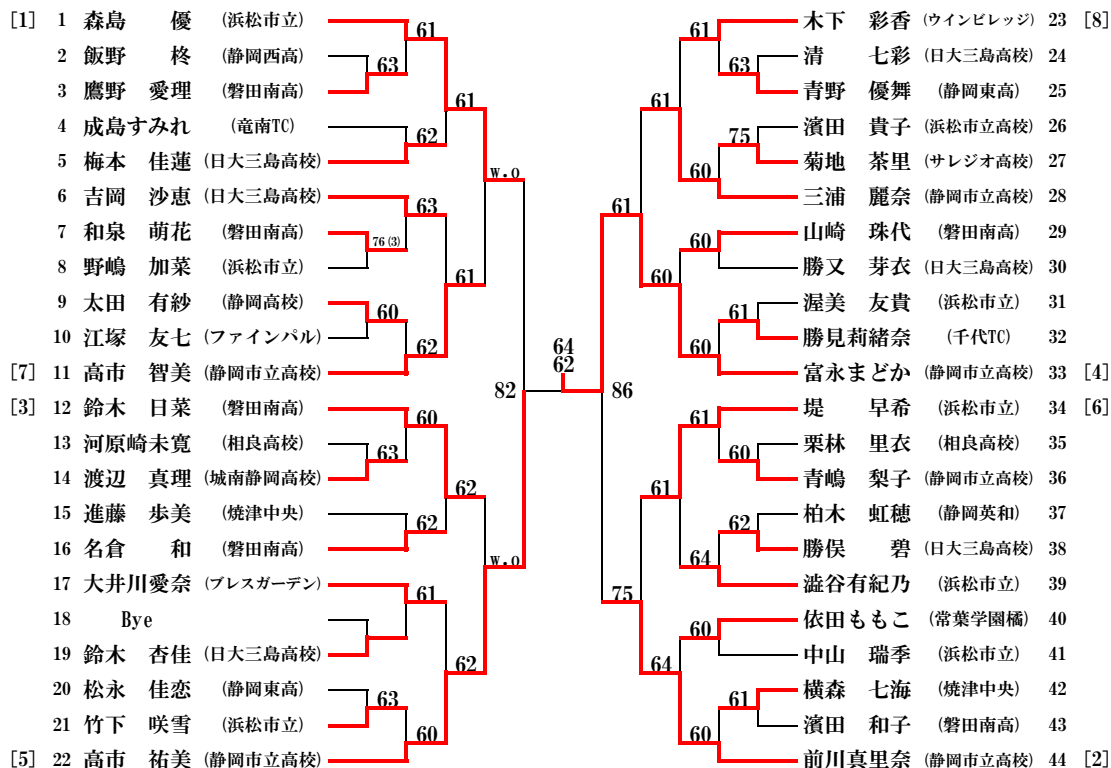 [1] 1 森島 優 (浜松市立)
2 飯野 柊 (静岡西高)
3 鷹野 愛理 (磐田南高)
4 成島すみれ (竜南TC)
5 梅本 佳蓮 (日大三島高校)
6 吉岡 沙恵 (日大三島高校)
7 和泉 萌花 (磐田南高)
8 野嶋 加菜 (浜松市立)
9 太田 有紗 (静岡高校)
10 江塚 友七 (ファインパル)
[7] 11 高市 智美 (静岡市立高校)
[3] 12 鈴木 日菜 (磐田南高)
13 河原崎未寛 (相良高校)
14 渡辺 真理 (城南静岡高校)
15 進藤 歩美 (焼津中央)
16 名倉 和 (磐田南高)
17 大井川愛奈 (ブレスガーデン)
18 Bye
19 鈴木 杏佳 (日大三島高校)
20 松永 佳恋 (静岡東高)
21 竹下 咲雪 (浜松市立)
[5] 22 高市 祐美 (静岡市立高校)
61
63
61
62
w.o
63
76(3)
61
60
62
82
60
63
62
62
w.o
61
62
63
60
64
62
86
61
61
63
61
75
60
61
60
60
61
60
61
60
61
62
64
75
60
64
61
60
木下 彩香 (ウインビレッジ) 23 [8]
清 七彩 (日大三島高校) 24
青野 優舞 (静岡東高) 25
濱田 貴子 (浜松市立高校) 26
菊地 茶里 (サレジオ高校) 27
三浦 麗奈 (静岡市立高校) 28
山崎 珠代 (磐田南高) 29
勝又 芽衣 (日大三島高校) 30
渥美 友貴 (浜松市立) 31
勝見莉緒奈 (千代TC) 32
富永まどか (静岡市立高校) 33 [4]
堤 早希 (浜松市立) 34 [6]
栗林 里衣 (相良高校) 35
青嶋 梨子 (静岡市立高校) 36
柏木 虹穂 (静岡英和) 37
勝俣 碧 (日大三島高校) 38
澁谷有紀乃 (浜松市立) 39
依田ももこ (常葉学園橘) 40
中山 瑞季 (浜松市立) 41
横森 七海 (焼津中央) 42
濱田 和子 (磐田南高) 43
前川真里奈 (静岡市立高校) 44 [2]